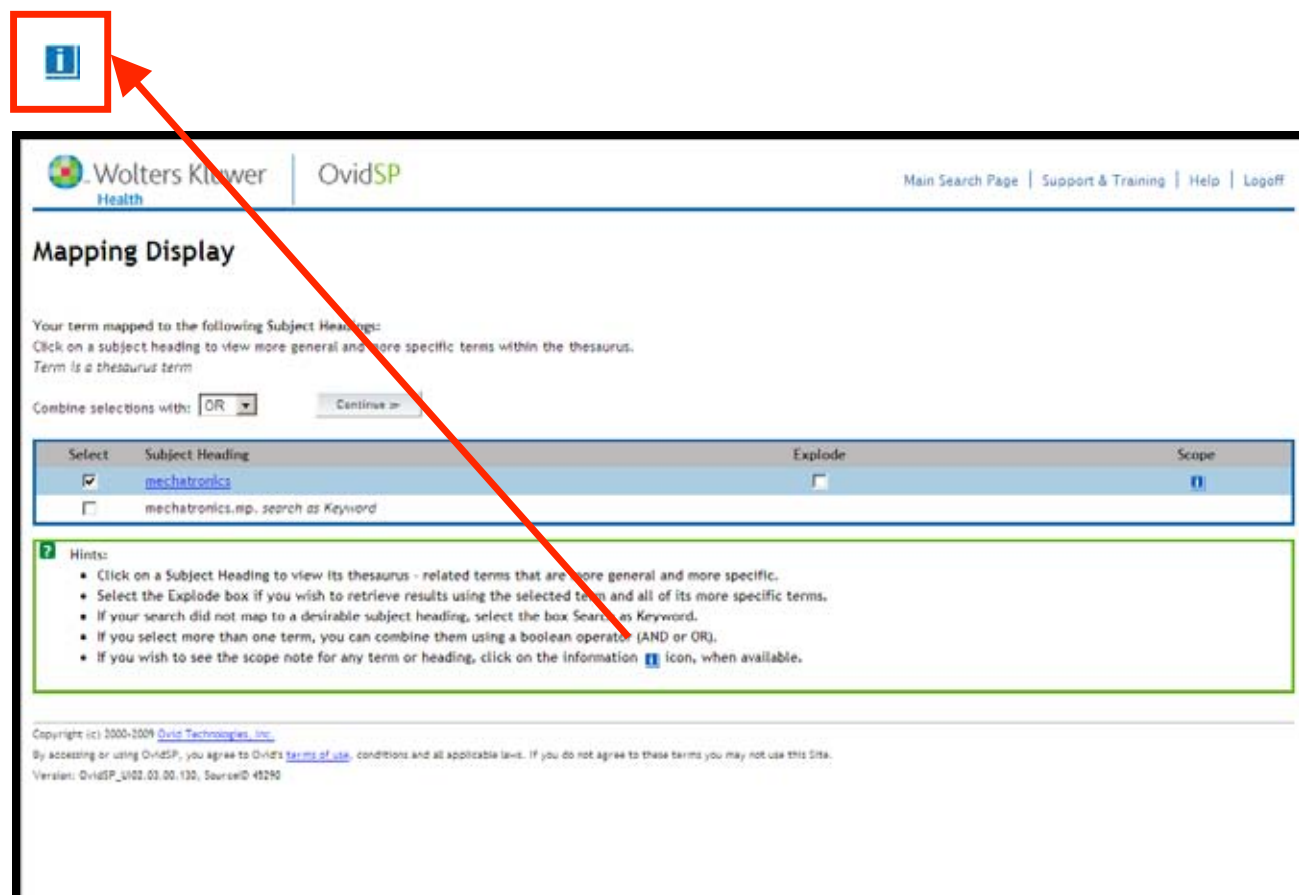 i
Wolters Kluwer Health
OvidSP
Main Search Page | Support & Training | Help | Logoff
Mapping Display
Your term mapped to the following Subject Headings:
Click on a subject heading to view more general and more specific terms within the thesaurus.
Term is a thesaurus term
Combine selections with: OR Continue >>
Select Subject Heading Explode Scope
mechatronics i
mechatronics.mp. search as Keyword
? Hints:
• Click on a Subject Heading to view its thesaurus - related terms that are more general and more specific.
• Select the Explode box if you wish to retrieve results using the selected term and all of its more specific terms.
• If your search did not map to a desirable subject heading, select the box Search as Keyword.
• If you select more than one term, you can combine them using a boolean operator (AND or OR).
• If you wish to see the scope note for any term or heading, click on the information i icon, when available.
Copyright (c) 2000-2009 Ovid Technologies, Inc.
By accessing or using OvidSP, you agree to Ovid's terms of use, conditions and all applicable laws. If you do not agree to these terms you may not use this Site.
Version: OvidSP_UI02.03.00.130, SourceID 45290